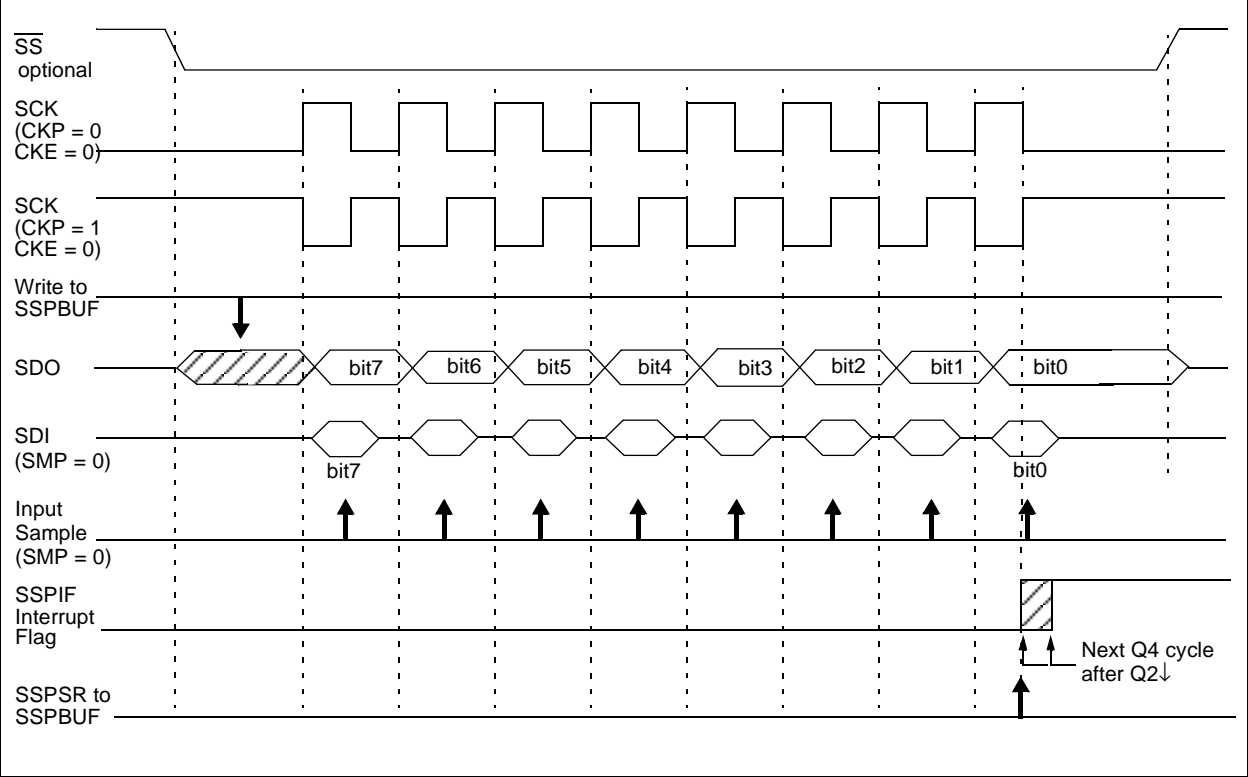 SS
optional
SCK
(CKP = 0
CKE = 0)
SCK
(CKP = 1
CKE = 0)
Write to
SSPBUF
SDO
bit7
bit6
bit5
bit4
bit3
bit2
bit1
bit0
SDI
(SMP = 0)
bit7
bit0
Input
Sample
(SMP = 0)
SSPIF
Interrupt
Flag
Next Q4 cycle
after Q2↓
SSPSR to
SSPBUF